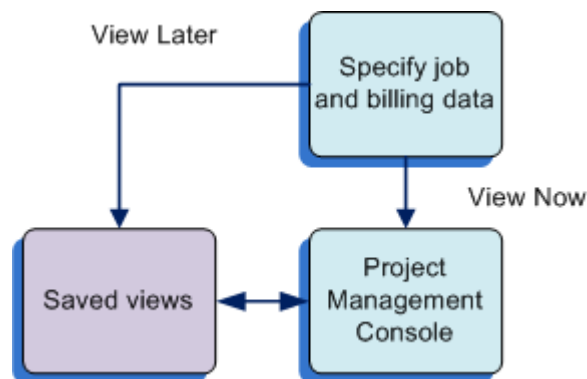 View Later
Specify job
and billing data
View Now
Saved views
Project
Management
Console